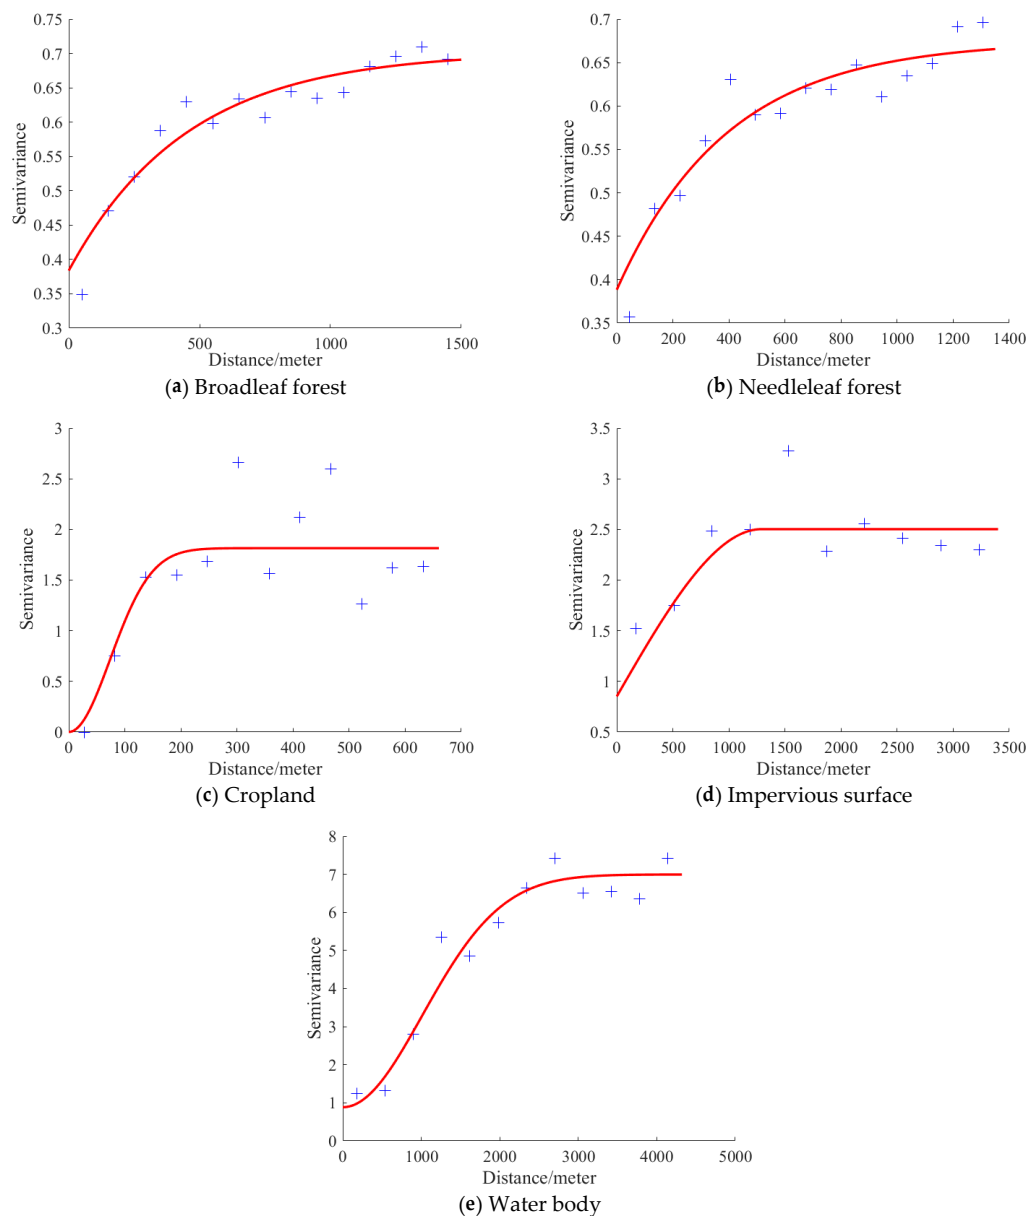 0.75
0.7
0.65
0.6
0.55
0.5
0.45
0.4
0.35
0.3
Semivariance
0 500 1000 1500
Distance/meter
(a) Broadleaf forest
0.7
0.65
0.6
0.55
0.5
0.45
0.4
0.35
Semivariance
0 200 400 600 800 1000 1200 1400
Distance/meter
(b) Needleleaf forest
3
2.5
2
1.5
1
0.5
0
Semivariance
0 100 200 300 400 500 600 700
Distance/meter
(c) Cropland
3.5
3
2.5
2
1.5
1
0.5
Semivariance
0 500 1000 1500 2000 2500 3000 3500
Distance/meter
(d) Impervious surface
8
7
6
5
4
3
2
1
0
Semivariance
0 1000 2000 3000 4000 5000
Distance/meter
(e) Water body